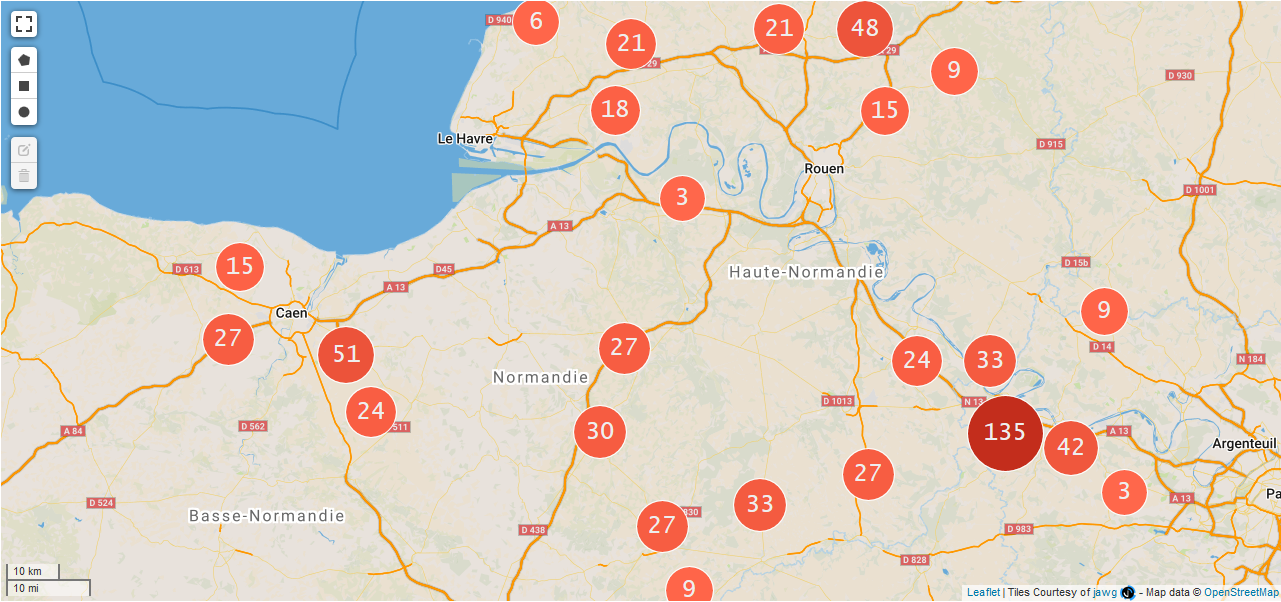 D 940
6
21
21
48
29
29
9
D 930
18
15
Le Havre
D 915
Rouen
3
D 1001
A 13
15
D 613
D45
D 15b
Haute-Normandie
A 13
9
Caen
27
51
27
24
33
D 14
N 184
Normandie
24
511
D 1013
N 13
A 84
D 562
30
135
42
A 13
Argenteuil
27
3
A 13
Pa
D 524
33
830
27
Basse-Normandie
D 438
D 983
D 828
9
10 km
10 mi
Leaflet | Tiles Courtesy of jawg - Map data © OpenStreetMap